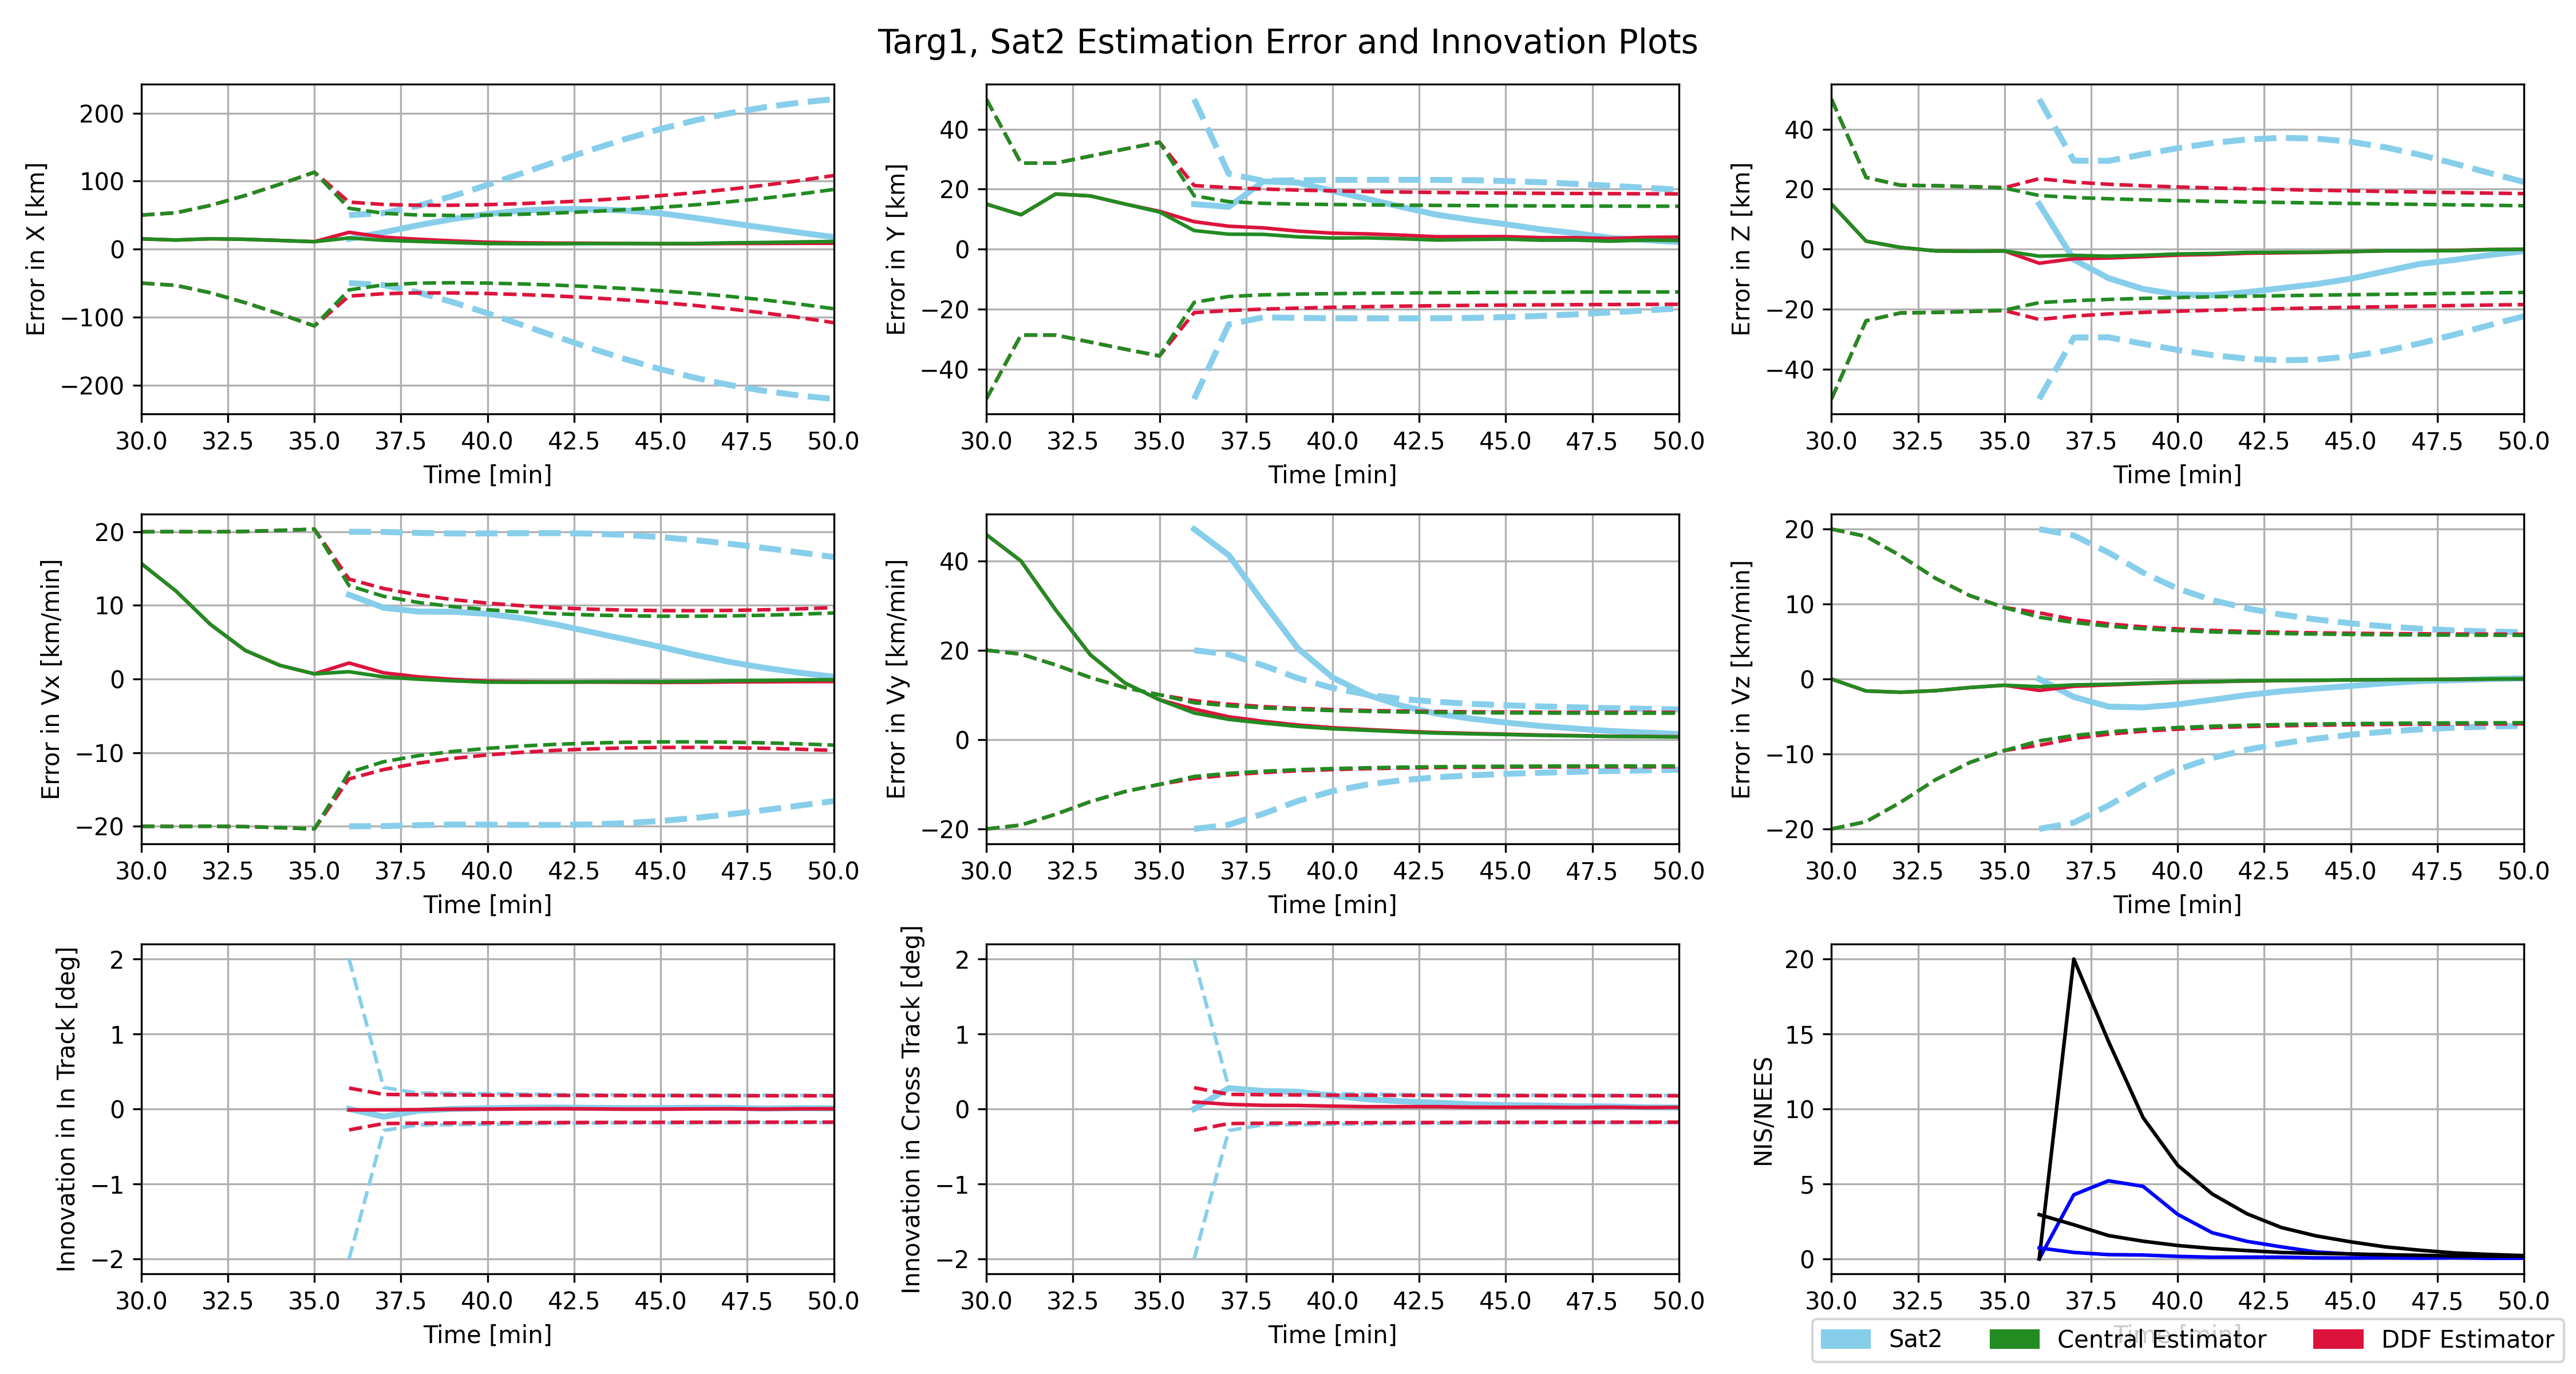 Targ1, Sat2 Estimation Error and Innovation Plots
Error in X [km]
200
100
0
−100
−200
30.0 32.5 35.0 37.5 40.0 42.5 45.0 47.5 50.0
Time [min]
Error in Y [km]
40
20
0
−20
−40
30.0 32.5 35.0 37.5 40.0 42.5 45.0 47.5 50.0
Time [min]
Error in Z [km]
40
20
0
−20
−40
30.0 32.5 35.0 37.5 40.0 42.5 45.0 47.5 50.0
Time [min]
Error in Vx [km/min]
20
10
0
−10
−20
30.0 32.5 35.0 37.5 40.0 42.5 45.0 47.5 50.0
Time [min]
Error in Vy [km/min]
40
20
0
−20
30.0 32.5 35.0 37.5 40.0 42.5 45.0 47.5 50.0
Time [min]
Error in Vz [km/min]
20
10
0
−10
−20
30.0 32.5 35.0 37.5 40.0 42.5 45.0 47.5 50.0
Time [min]
Innovation in In Track [deg]
2
1
0
−1
−2
30.0 32.5 35.0 37.5 40.0 42.5 45.0 47.5 50.0
Time [min]
Innovation in Cross Track [deg]
2
1
0
−1
−2
30.0 32.5 35.0 37.5 40.0 42.5 45.0 47.5 50.0
Time [min]
NIS/NEES
20
15
10
5
0
30.0 32.5 35.0 37.5 40.0 42.5 45.0 47.5 50.0
Time [min]
Sat2 Central Estimator DDF Estimator